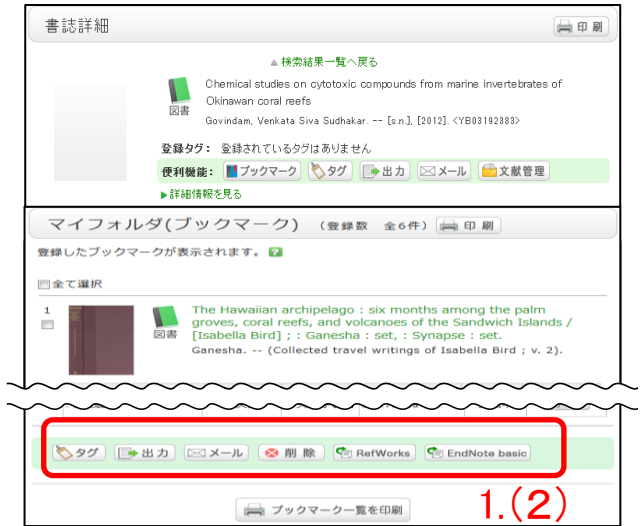 書誌詳細
印刷
▲検索結果一覧へ戻る
図書
Chemical studies on cytotoxic compounds from marine invertebrates of
Okinawan coral reefs
Govindam, Venkata Siva Sudhakar. -- [s.n.], [2012]. <YB03192383>
登録タグ： 登録されているタグはありません
便利機能： ブックマーク タグ 出力 メール 文献管理
▶詳細情報を見る
マイフォルダ(ブックマーク) （登録数 全6件） 印刷
登録したブックマークが表示されます。 ?
全て選択
1
図書
The Hawaiian archipelago : six months among the palm
groves, coral reefs, and volcanoes of the Sandwich Islands /
[Isabella Bird] ; : Ganesha : set, : Synapse : set.
Ganesha. -- (Collected travel writings of Isabella Bird ; v. 2).
タグ 出力 メール 削除 RefWorks EndNote basic
ブックマーク一覧を印刷
1.(2)